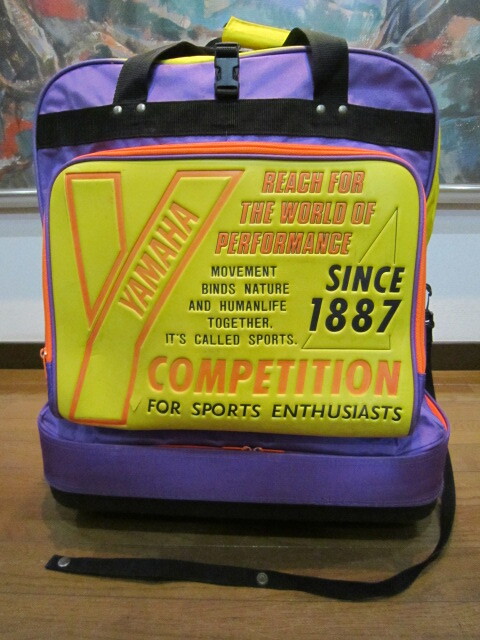 YAMAHA
REACH FOR
THE WORLD OF
PERFORMANCE
MOVEMENT
BINDS NATURE
AND HUMANLIFE
TOGETHER.
IT'S CALLED SPORTS.
SINCE
1887
COMPETITION
FOR SPORTS ENTHUSIASTS